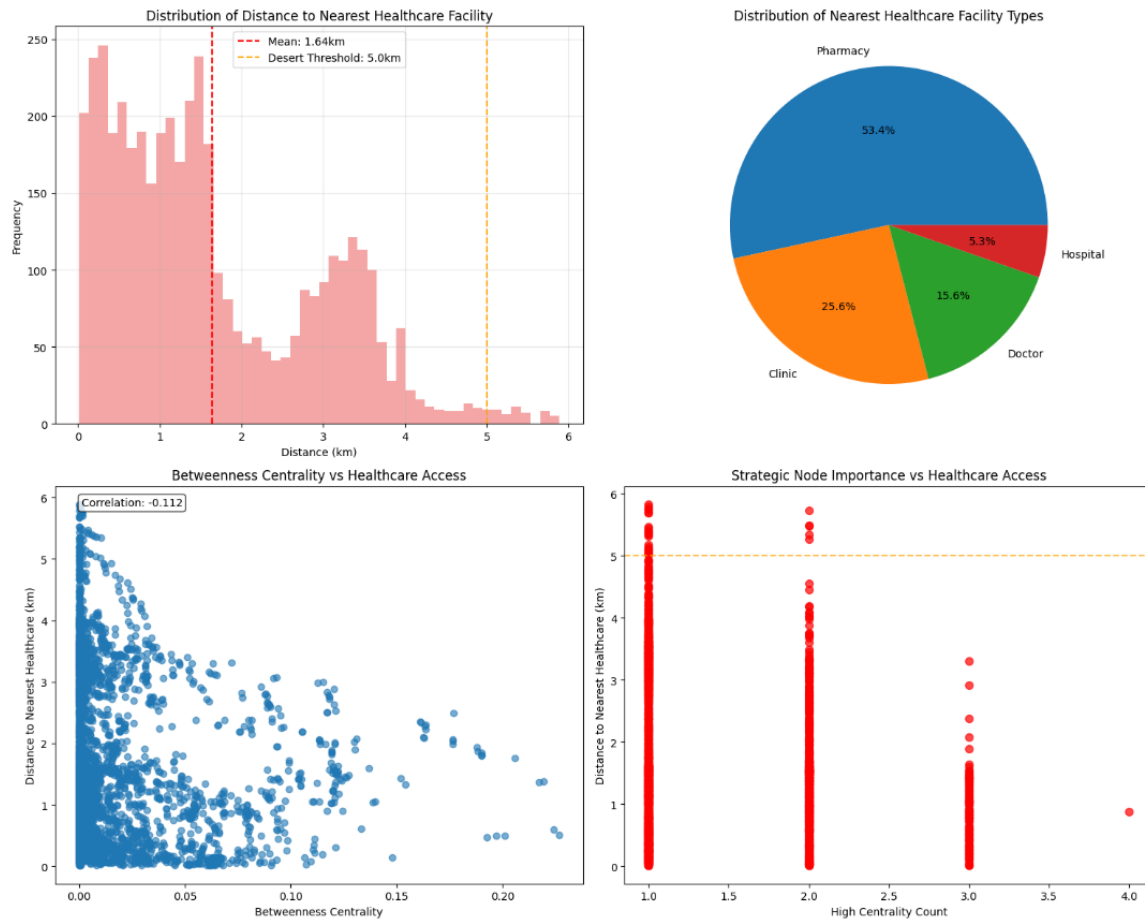 Distribution of Distance to Nearest Healthcare Facility
Mean: 1.64km
Desert Threshold: 5.0km
250
200
150
100
50
0
Frequency
0 1 2 3 4 5 6
Distance (km)
Distribution of Nearest Healthcare Facility Types
Pharmacy
53.4%
5.3%
Hospital
25.6%
15.6%
Clinic
Doctor
Betweenness Centrality vs Healthcare Access
Correlation: -0.112
6
5
4
3
2
1
0
Distance to Nearest Healthcare (km)
0.00 0.05 0.10 0.15 0.20
Betweenness Centrality
Strategic Node Importance vs Healthcare Access
6
5
4
3
2
1
0
Distance to Nearest Healthcare (km)
1.0 1.5 2.0 2.5 3.0 3.5 4.0
High Centrality Count